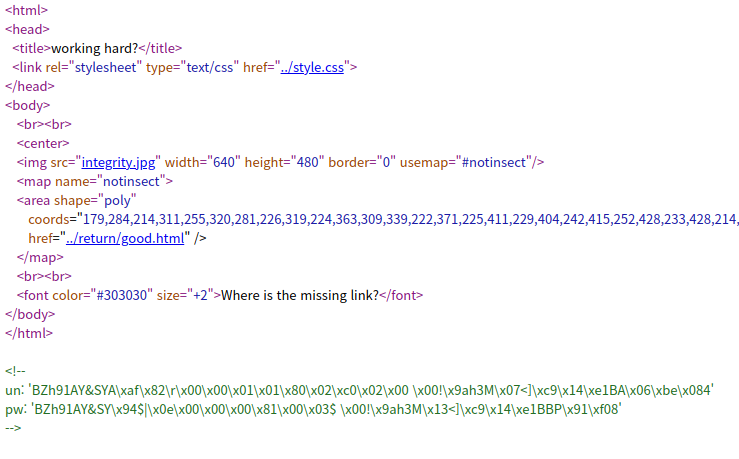 <html>
<head>
<title>working hard?</title>
<link rel="stylesheet" type="text/css" href="../style.css">
</head>
<body>
<br><br>
<center>
<img src="integrity.jpg" width="640" height="480" border="0" usemap="#notinsect"/>
<map name="notinsect">
<area shape="poly"
coords="179,284,214,311,255,320,281,226,319,224,363,309,339,222,371,225,411,229,404,242,415,252,428,233,428,214,
href="../return/good.html" />
</map>
<br><br>
<font color="#303030" size="+2">Where is the missing link?</font>
</body>
</html>
<!--
un: 'BZh91AY&SYA\xaf\x82\r\x00\x00\x01\x01\x80\x02\xc0\x02\x00 \x00!\x9ah3M\x07<]\xc9\x14\xe1BA\x06\xbe\x084'
pw: 'BZh91AY&SY\x94$|\x0e\x00\x00\x00\x81\x00\x03$ \x00!\x9ah3M\x13<]\xc9\x14\xe1BBP\x91\xf08'
-->